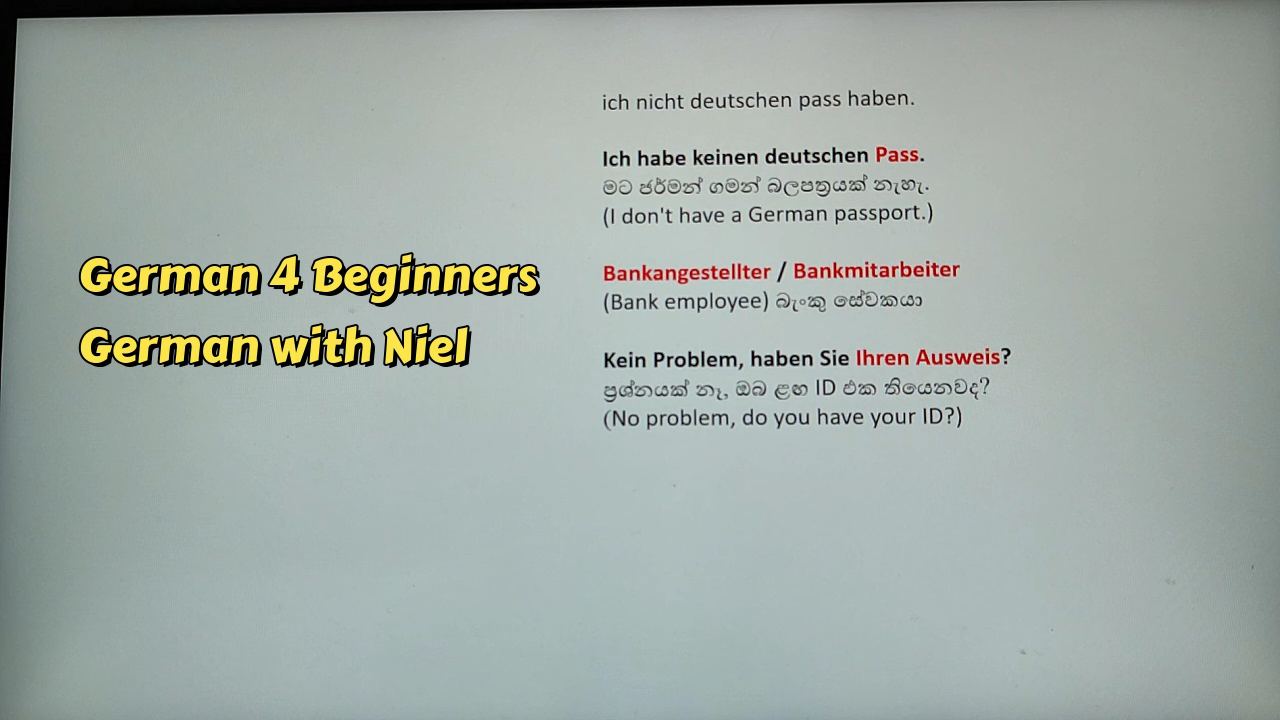 German 4 Beginners
German with Niel
ich nicht deutschen pass haben.
Ich habe keinen deutschen Pass.
මට ජර්මන් ගමන් බලපත්‍රයක් නැහැ.
(I don't have a German passport.)
Bankangestellter / Bankmitarbeiter
(Bank employee) බැංකු සේවකයා
Kein Problem, haben Sie Ihren Ausweis?
ප්‍රශ්නයක් නෑ, ඔබ ළඟ ID එක තියෙනවද?
(No problem, do you have your ID?)